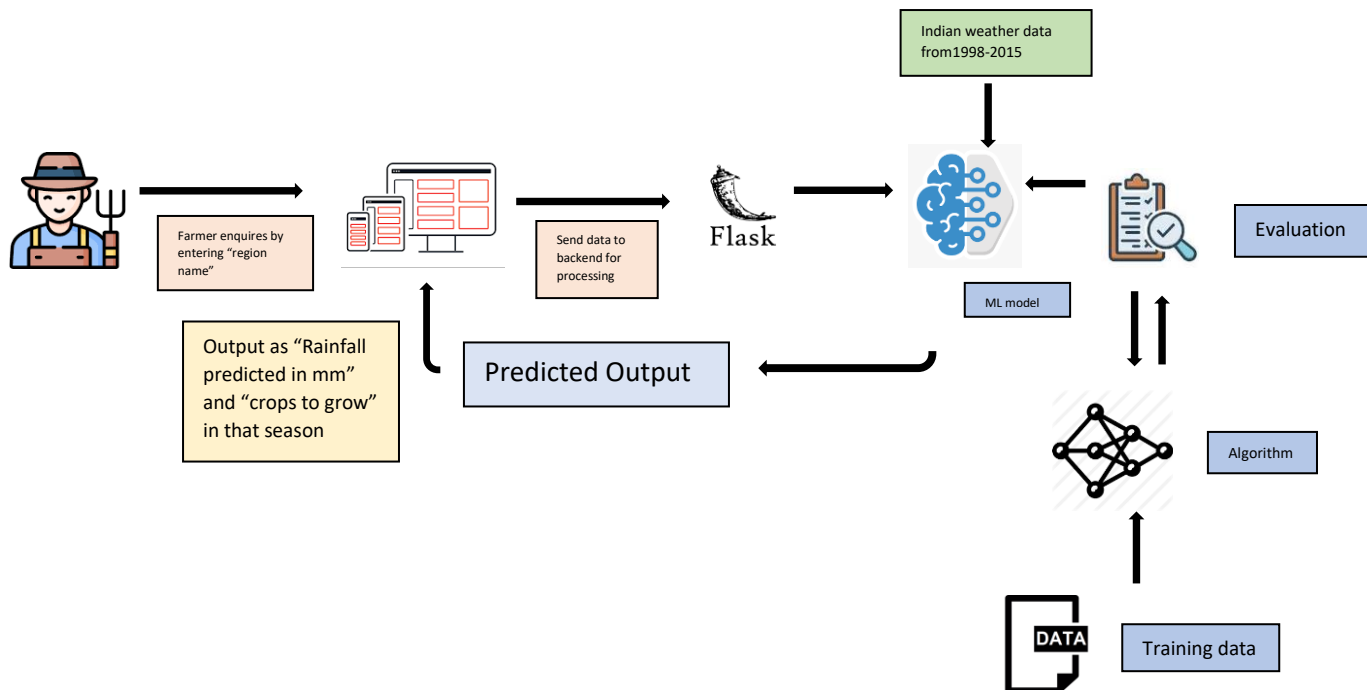 Indian weather data
from1998-2015
Farmer enquires by
entering “region
name”
Send data to
backend for
processing
Flask
Evaluation
ML model
Output as “Rainfall
predicted in mm”
and “crops to grow”
in that season
Predicted Output
Algorithm
DATA
Training data